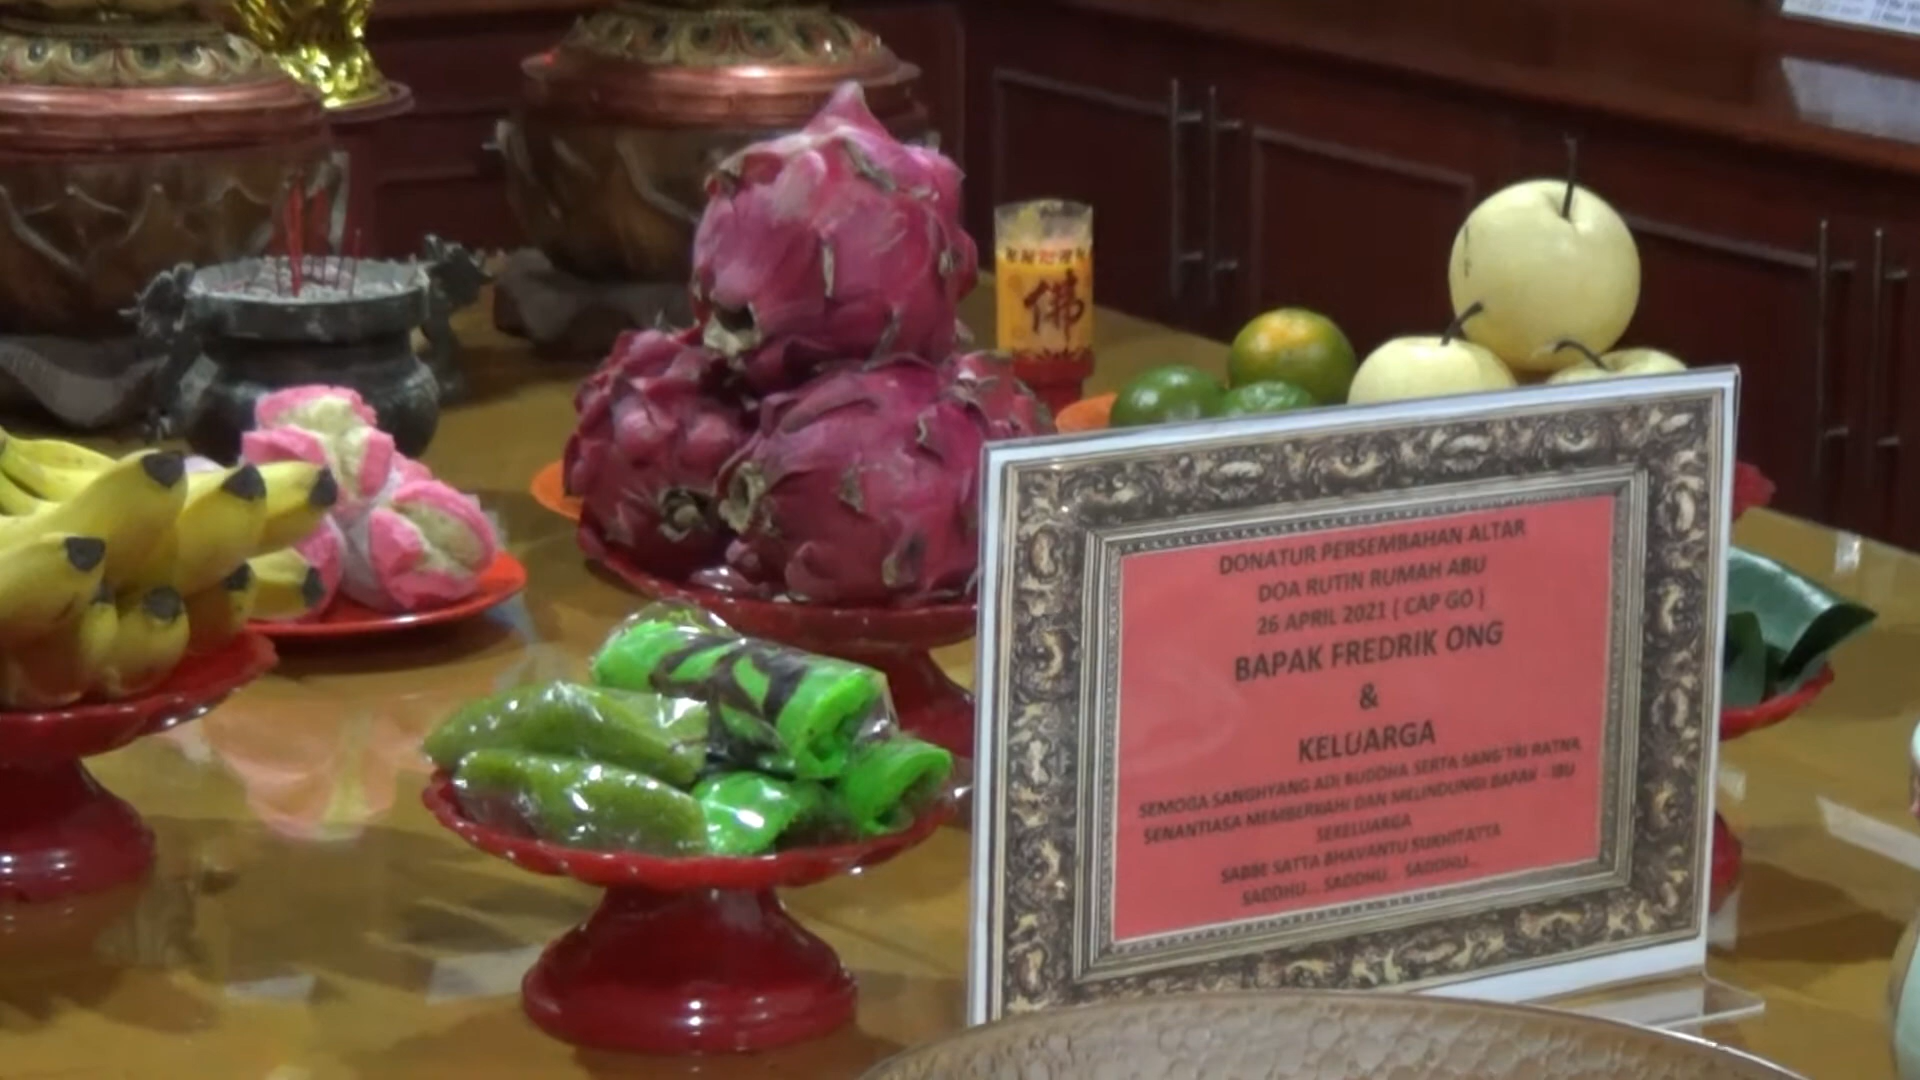 佛
DONATUR PERSEMBAHAN ALTAR
DOA RUTIN RUMAH ABU
26 APRIL 2021 ( CAP GO )
BAPAK FREDRIK ONG
&
KELUARGA
SEMOGA SANGHYANG ADI BUDDHA SERTA SANG TRI RATNA
SENANTIASA MEMBERKAHI DAN MELINDUNGI BAPAK - IBU
SEKELUARGA
SABBE SATTA BHAVANTU SUKHITATTA
SADDHU... SADDHU... SADDHU...